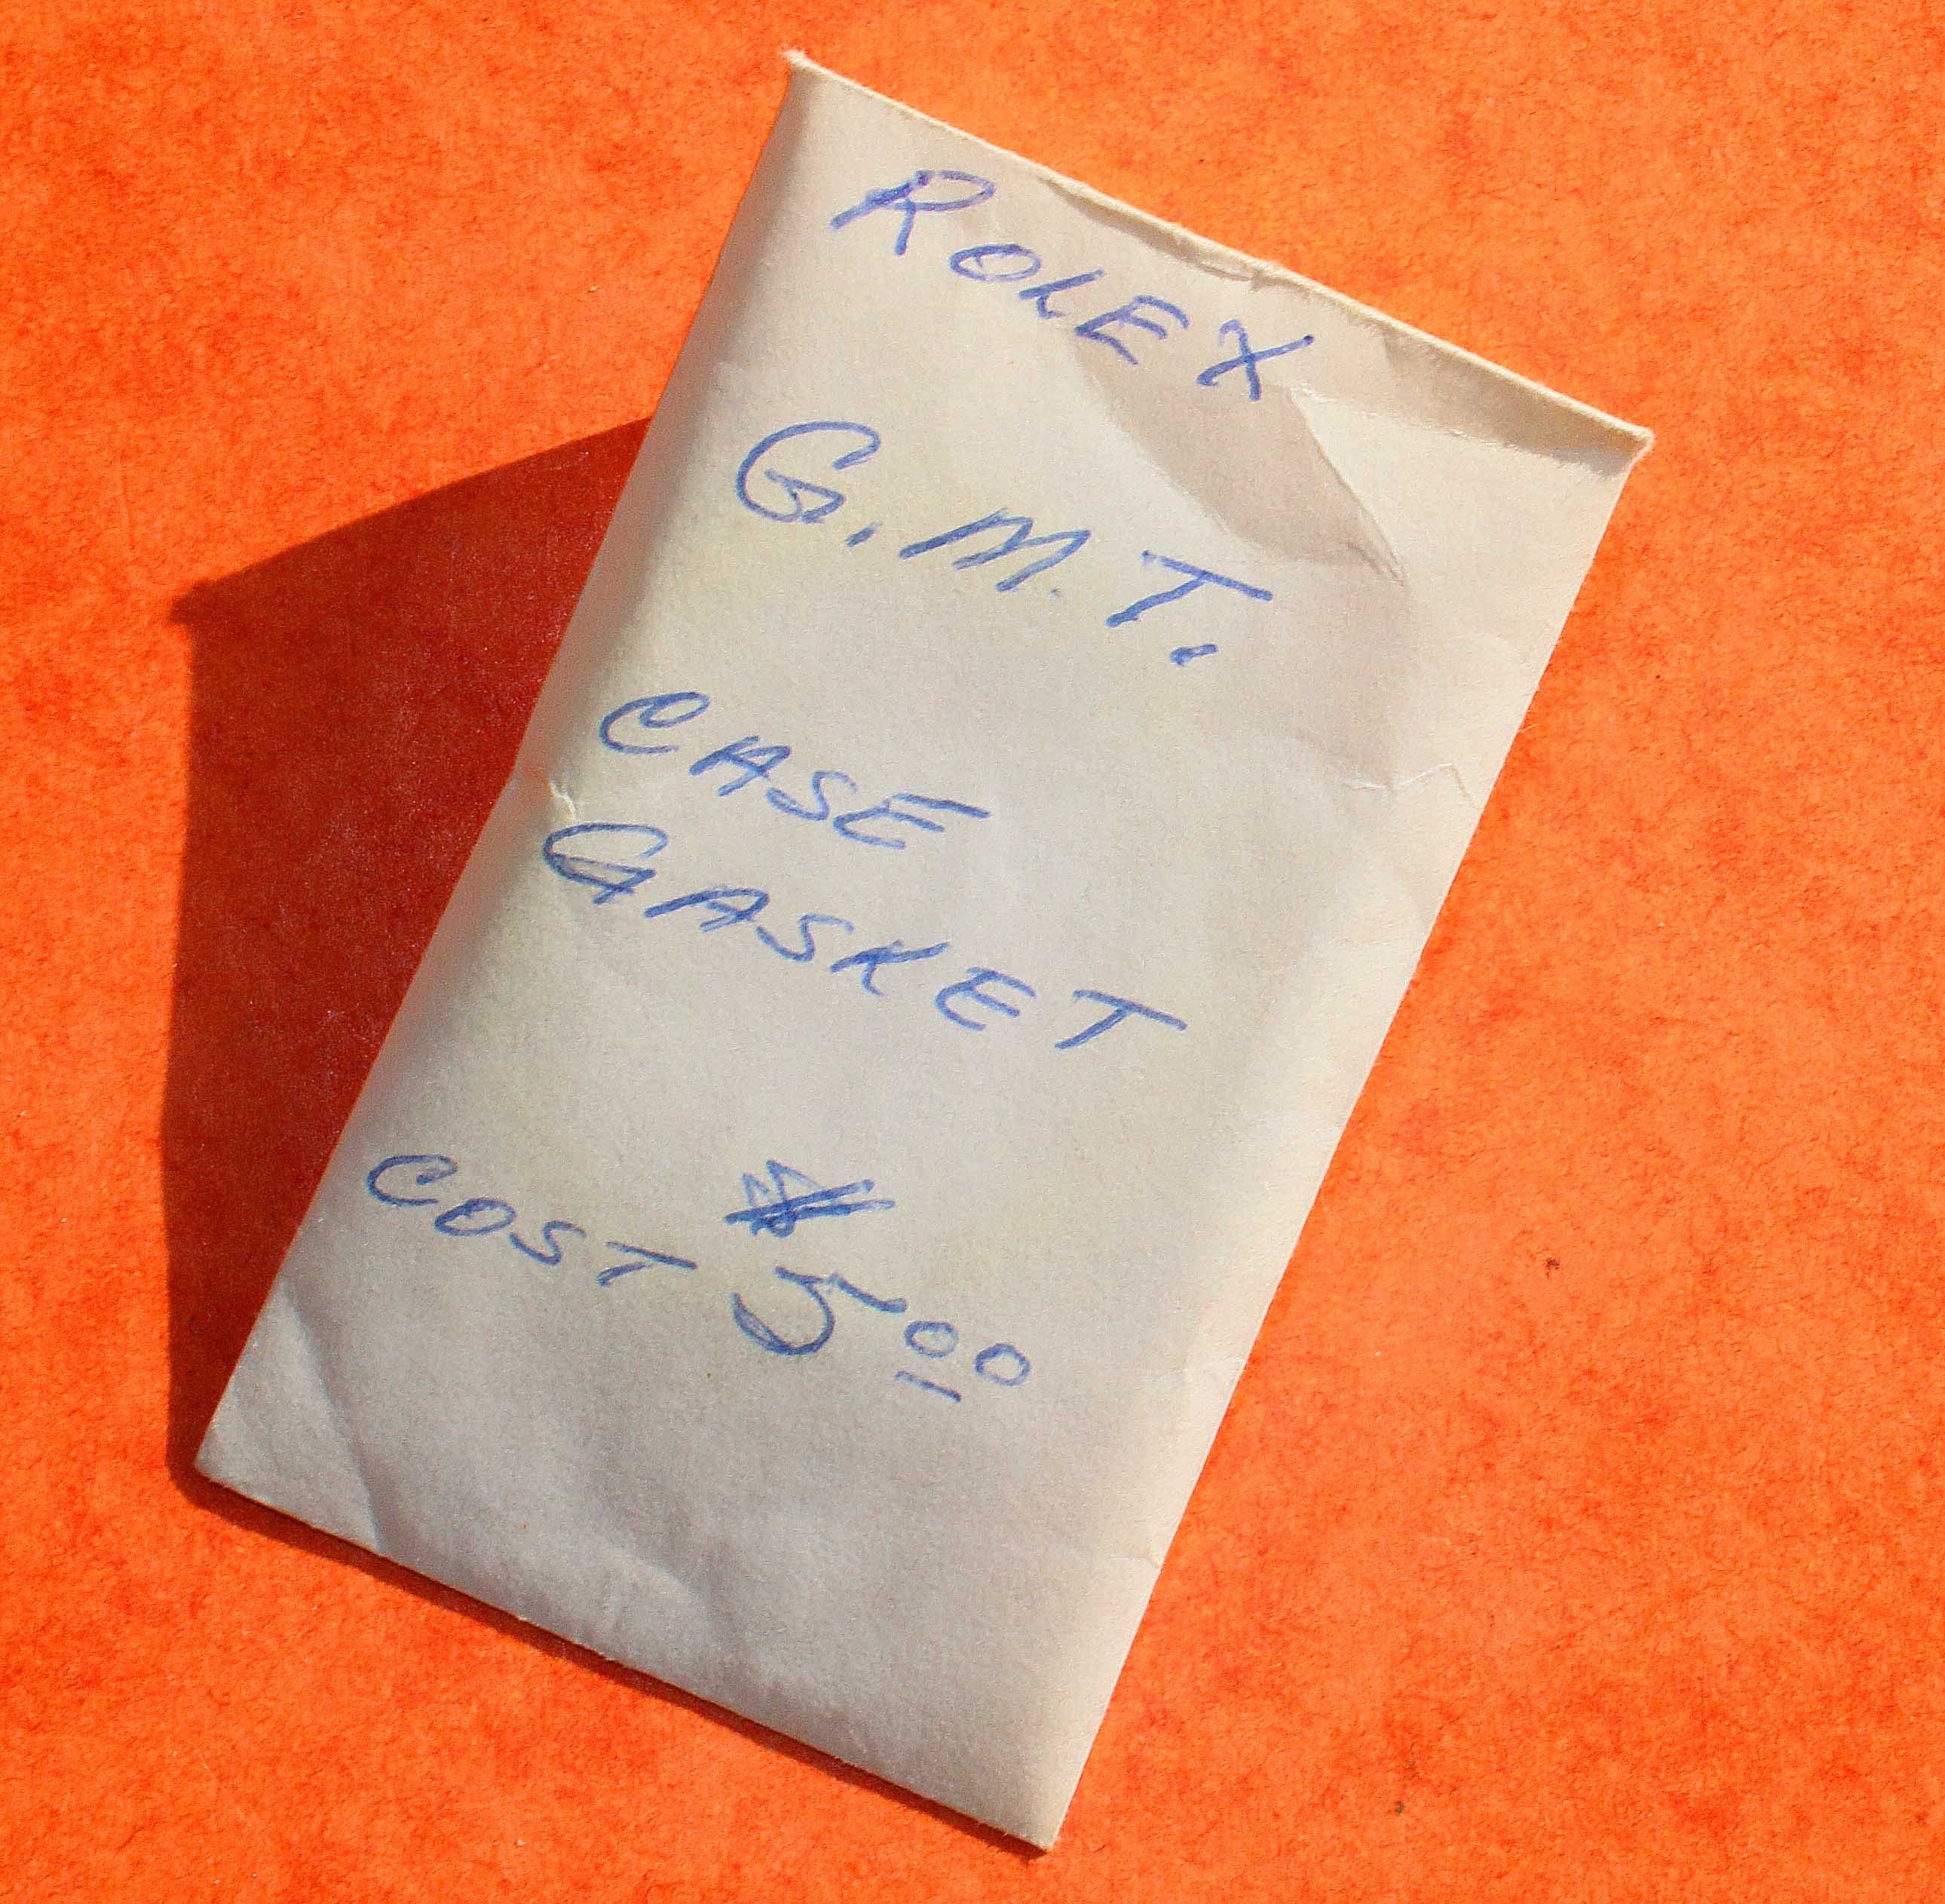 ROLEX
G.M.T.
CASE
GASKET
COST $5.00